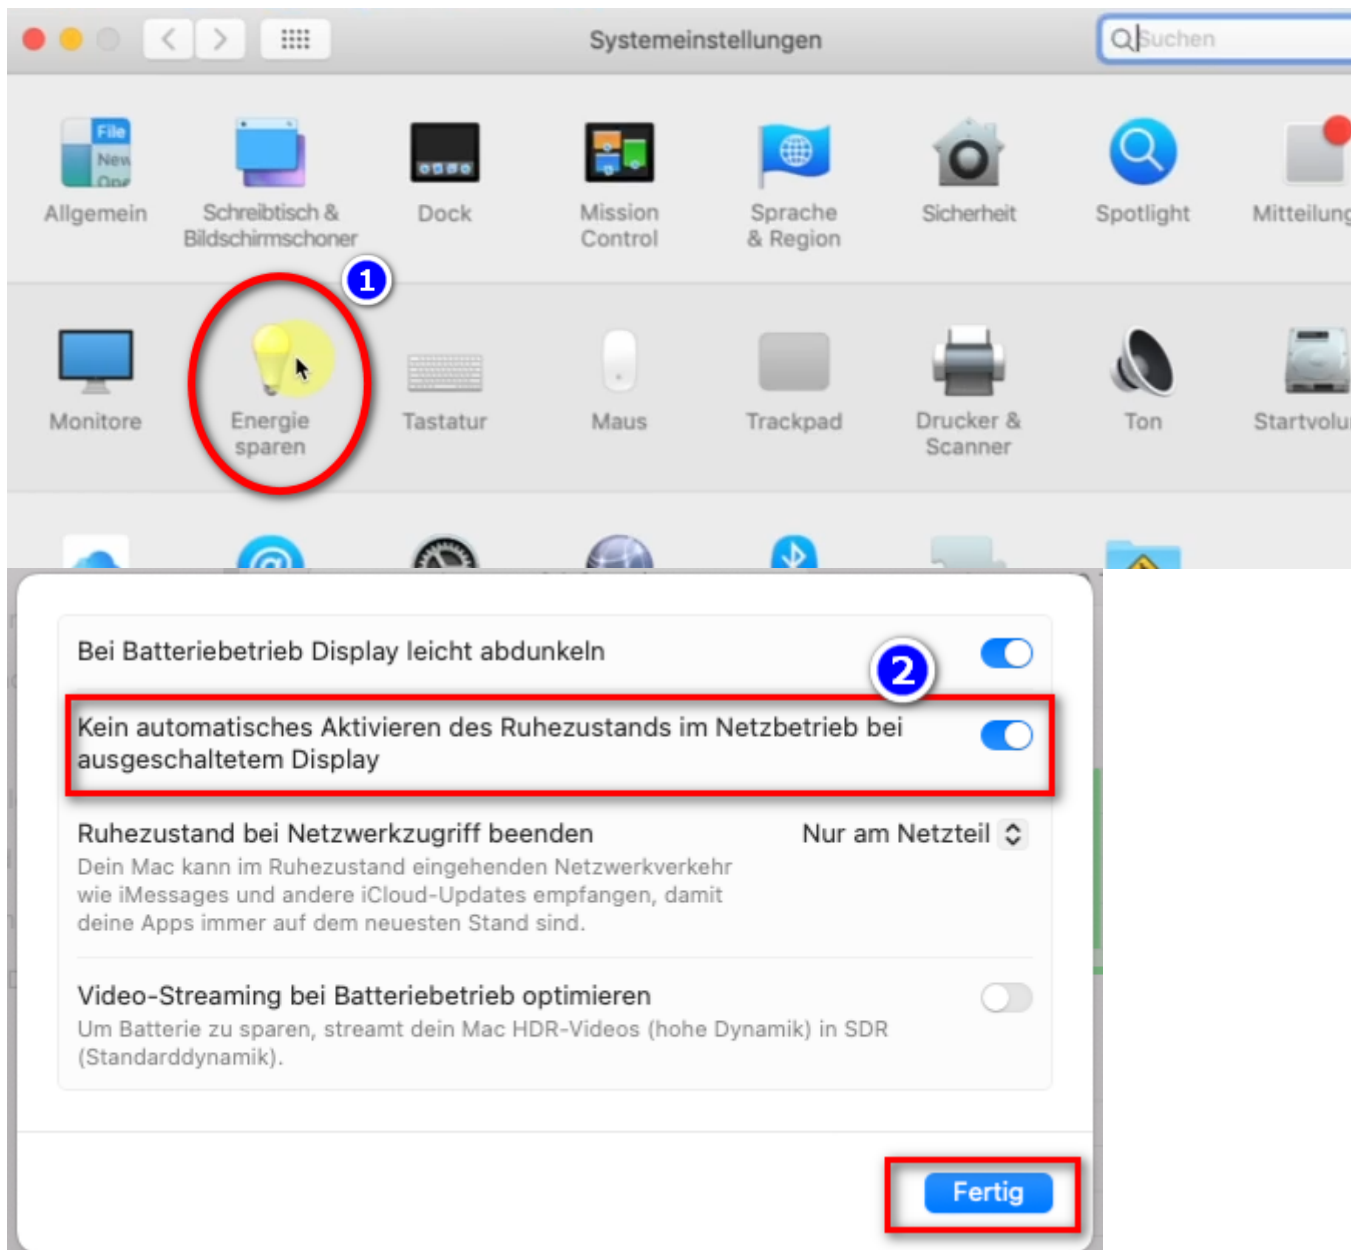 Systemeinstellungen
Suchen
File
New
Ope
Allgemein
Schreibtisch &
Bildschirmschoner
Dock
Mission
Control
Sprache
& Region
Sicherheit
Spotlight
Mitteilung
1
Monitore
Energie
sparen
Tastatur
Maus
Trackpad
Drucker &
Scanner
Ton
Startvolu
@
Bei Batteriebetrieb Display leicht abdunkeln
2
Kein automatisches Aktivieren des Ruhezustands im Netzbetrieb bei
ausgeschaltetem Display
Ruhezustand bei Netzwerkzugriff beenden
Nur am Netzteil
Dein Mac kann im Ruhezustand eingehenden Netzwerkverkehr
wie iMessages und andere iCloud-Updates empfangen, damit
deine Apps immer auf dem neuesten Stand sind.
Video-Streaming bei Batteriebetrieb optimieren
Um Batterie zu sparen, streamt dein Mac HDR-Videos (hohe Dynamik) in SDR
(Standarddynamik).
Fertig